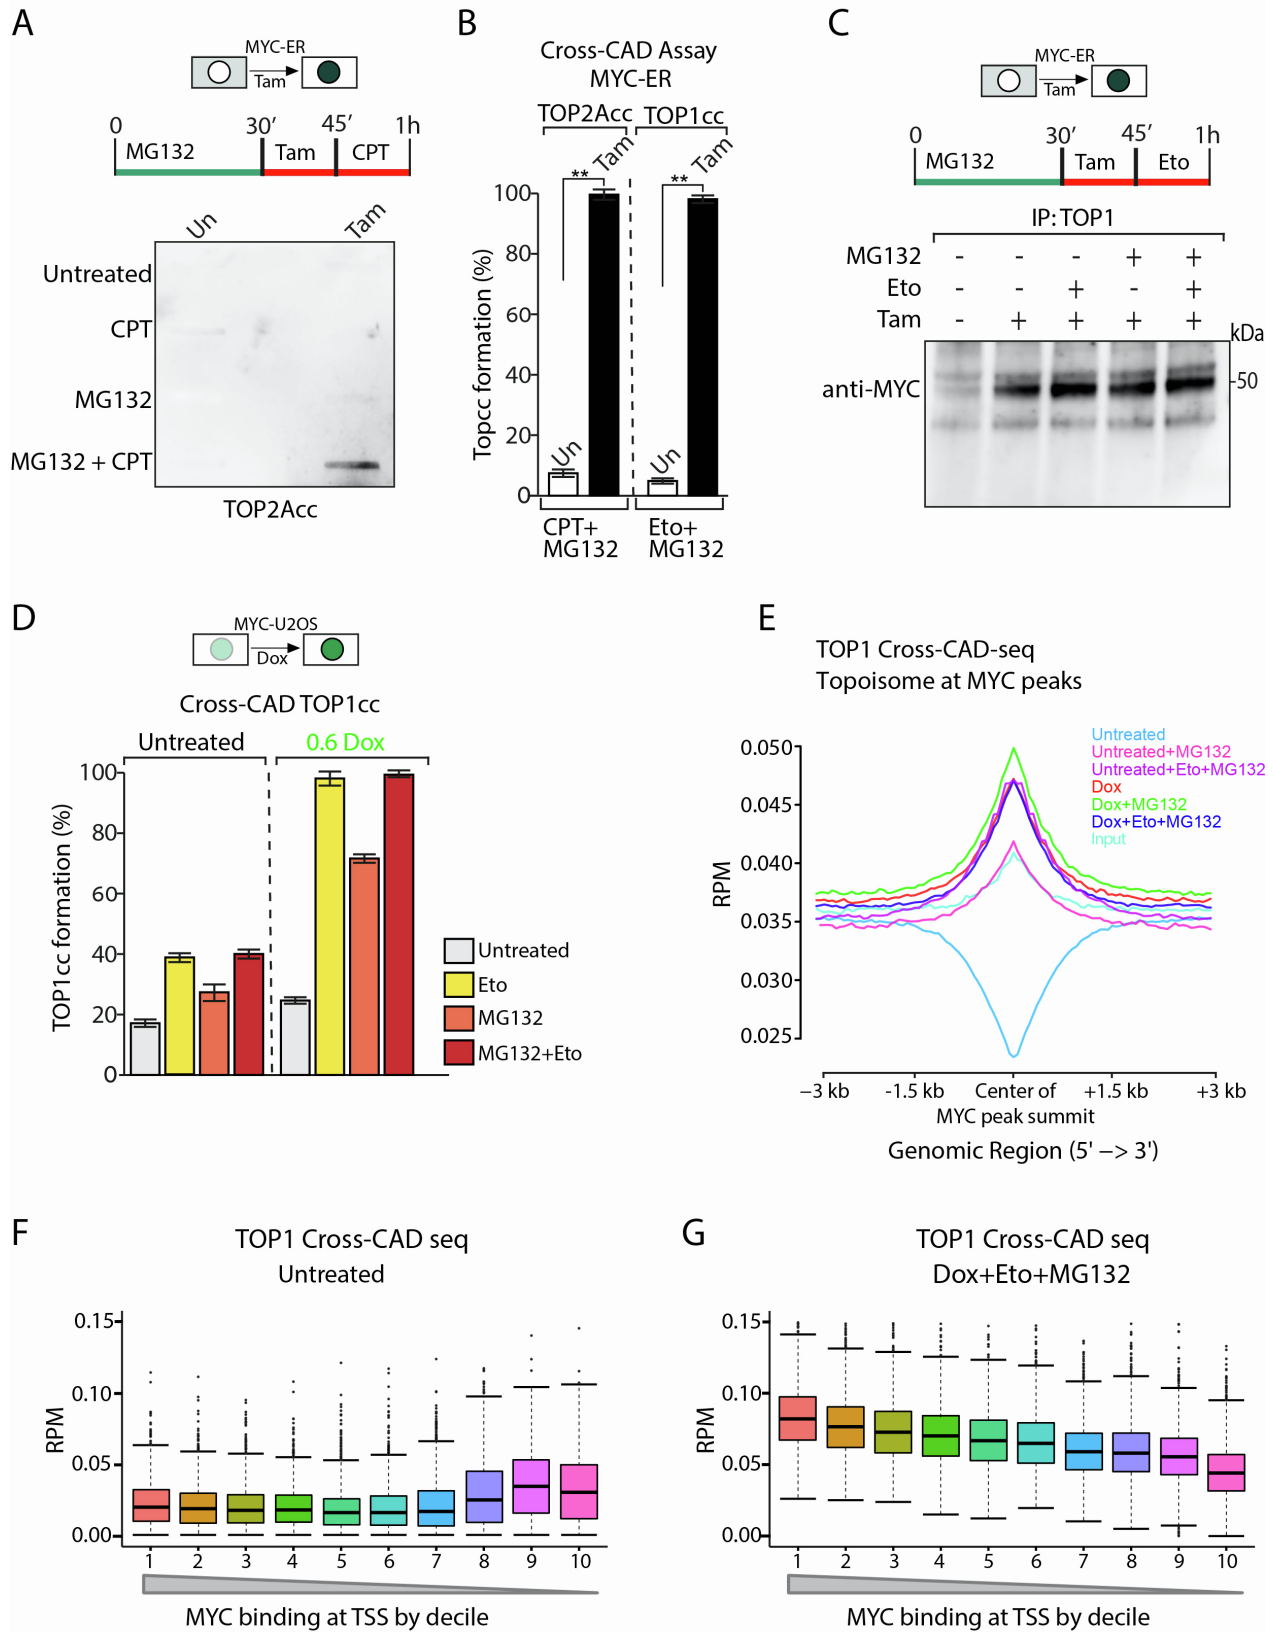 A
MYC-ER
Tam
0 30′ 45′ 1h
MG132 Tam CPT
Un Tam
Untreated
CPT
MG132
MG132 + CPT
TOP2Acc
B
Cross-CAD Assay
MYC-ER
TOP2Acc TOP1cc
Tam Tam
** **
100
80
60
40
20
0
Topcc formation (%)
Un Un
CPT+ Eto+
MG132 MG132
C
MYC-ER
Tam
0 30′ 45′ 1h
MG132 Tam Eto
IP: TOP1
MG132 - - - + +
Eto - - + - +
Tam - + + + +
kDa
anti-MYC
-50
D
MYC-U2OS
Dox
Cross-CAD TOP1cc
Untreated 0.6 Dox
100
80
60
40
20
0
TOP1cc formation (%)
Untreated
Eto
MG132
MG132+Eto
E
TOP1 Cross-CAD-seq
Topoisome at MYC peaks
Untreated
Untreated+MG132
Untreated+Eto+MG132
Dox
Dox+MG132
Dox+Eto+MG132
Input
0.050
0.045
0.040
0.035
0.030
0.025
RPM
−3 kb -1.5 kb Center of +1.5 kb +3 kb
MYC peak summit
Genomic Region (5' −> 3')
F
TOP1 Cross-CAD seq
Untreated
0.15
0.10
0.05
0.00
RPM
1 2 3 4 5 6 7 8 9 10
MYC binding at TSS by decile
G
TOP1 Cross-CAD seq
Dox+Eto+MG132
0.15
0.10
0.05
0.00
RPM
1 2 3 4 5 6 7 8 9 10
MYC binding at TSS by decile